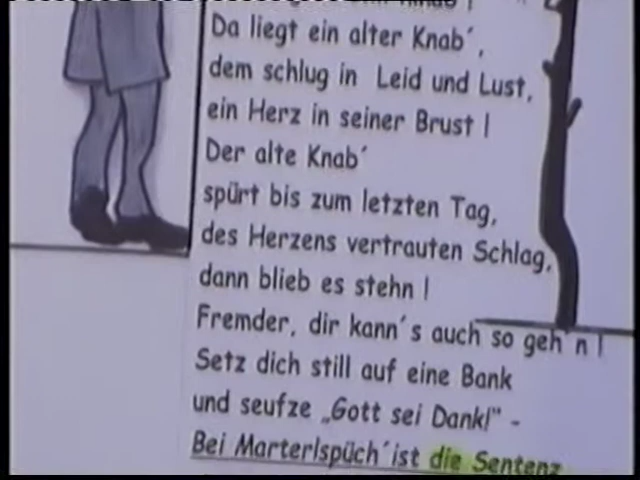 Da liegt ein alter Knab´,
dem schlug in Leid und Lust,
ein Herz in seiner Brust !
Der alte Knab´
spürt bis zum letzten Tag,
des Herzens vertrauten Schlag,
dann blieb es stehn !
Fremder, dir kann´s auch so geh´n !
Setz dich still auf eine Bank
und seufze „Gott sei Dank!" -
Bei Marterlspüch´ist die Sentenz